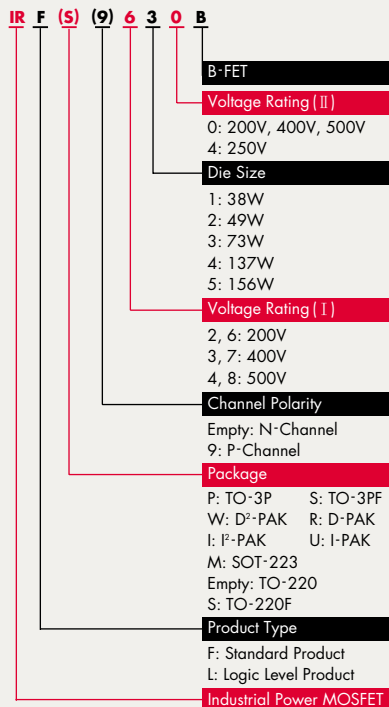 IR F (S) (9) 6 3 0 B
B-FET
Voltage Rating (Ⅱ)
0: 200V, 400V, 500V
4: 250V
Die Size
1: 38W
2: 49W
3: 73W
4: 137W
5: 156W
Voltage Rating (Ⅰ)
2, 6: 200V
3, 7: 400V
4, 8: 500V
Channel Polarity
Empty: N-Channel
9: P-Channel
Package
P: TO-3P S: TO-3PF
W: D²-PAK R: D-PAK
I: I²-PAK U: I-PAK
M: SOT-223
Empty: TO-220
S: TO-220F
Product Type
F: Standard Product
L: Logic Level Product
Industrial Power MOSFET